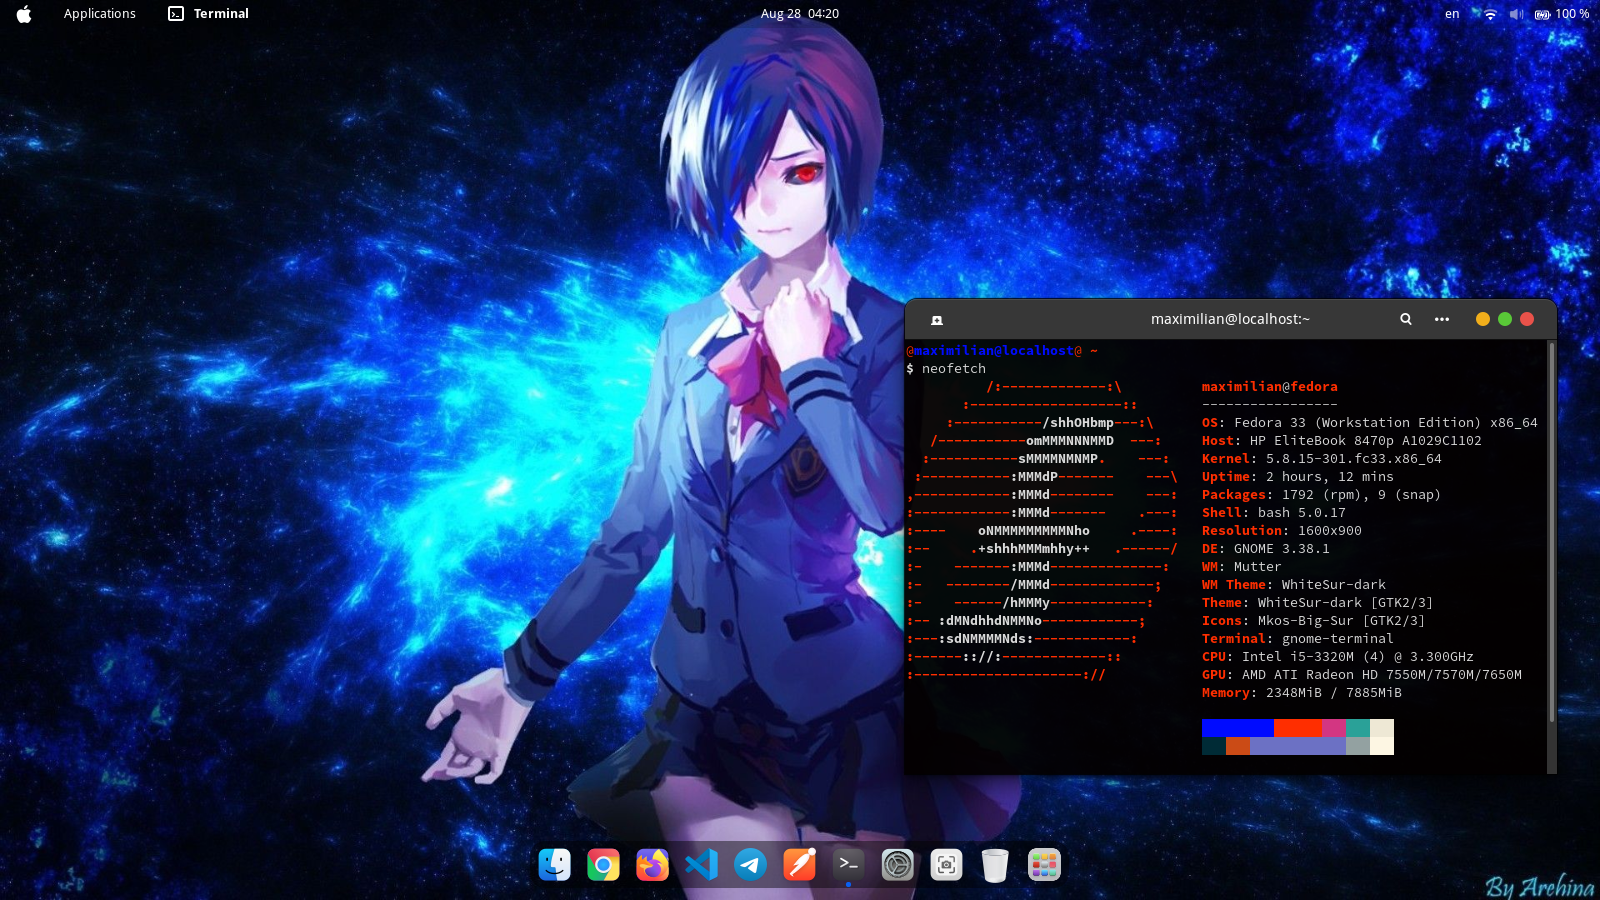 Applications
Terminal
Aug 28 04:20
en
100 %
maximilian@localhost:~
@maximilian@localhost@ ~
$ neofetch
/:-------------:\
:-------------------::
:-----------/shhOHbmp---:\
/-----------omMMMNNNMMD  ---:
:-----------sMMMMNMNMP.    ---:
:-----------:MMMdP-------    ---\
,------------:MMMd--------    ---:
:------------:MMMd-------    .---:
:----    oNMMMMMMMMMNho     .----:
:--     .+shhhMMMmhhy++   .------/
:-    -------:MMMd--------------:
:-   --------/MMMd-------------;
:-    ------/hMMMy------------:
:-- :dMNdhhdNMMNo------------;
:---:sdNMMMMNds:------------:
:------:://:-------------::
:---------------------://
maximilian@fedora
-----------------
OS: Fedora 33 (Workstation Edition) x86_64
Host: HP EliteBook 8470p A1029C1102
Kernel: 5.8.15-301.fc33.x86_64
Uptime: 2 hours, 12 mins
Packages: 1792 (rpm), 9 (snap)
Shell: bash 5.0.17
Resolution: 1600x900
DE: GNOME 3.38.1
WM: Mutter
WM Theme: WhiteSur-dark
Theme: WhiteSur-dark [GTK2/3]
Icons: Mkos-Big-Sur [GTK2/3]
Terminal: gnome-terminal
CPU: Intel i5-3320M (4) @ 3.300GHz
GPU: AMD ATI Radeon HD 7550M/7570M/7650M
Memory: 2348MiB / 7885MiB
By Arehina